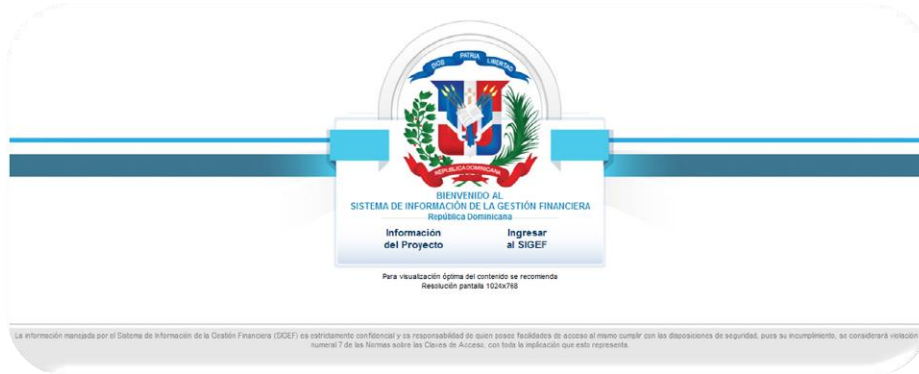 DIOS PATRIA LIBERTAD
REPUBLICA DOMINICANA
BIENVENIDO AL
SISTEMA DE INFORMACIÓN DE LA GESTIÓN FINANCIERA
República Dominicana
Información
del Proyecto
Ingresar
al SIGEF
Para visualización óptima del contenido se recomienda
Resolución pantalla 1024x768
La información manejada por el Sistema de Información de la Gestión Financiera (SIGEF) es estrictamente confidencial y es responsabilidad de quien posee facilidades de acceso al mismo cumplir con las disposiciones de seguridad, pues su incumplimiento, se considerará violación
numeral 7 de las Normas sobre las Claves de Acceso, con toda la implicación que esto representa.